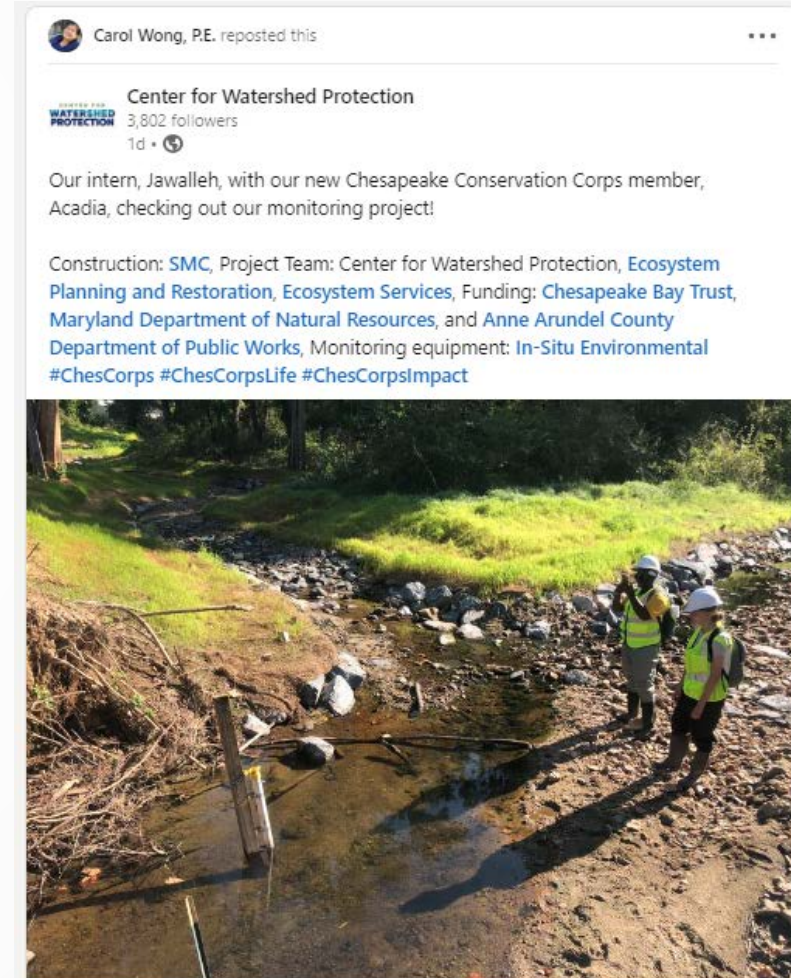 Carol Wong, P.E. reposted this
CENTER FOR
WATERSHED
PROTECTION
Center for Watershed Protection
3,802 followers
1d •
Our intern, Jawalleh, with our new Chesapeake Conservation Corps member,
Acadia, checking out our monitoring project!
Construction: SMC, Project Team: Center for Watershed Protection, Ecosystem
Planning and Restoration, Ecosystem Services, Funding: Chesapeake Bay Trust,
Maryland Department of Natural Resources, and Anne Arundel County
Department of Public Works, Monitoring equipment: In-Situ Environmental
#ChesCorps #ChesCorpsLife #ChesCorpsImpact